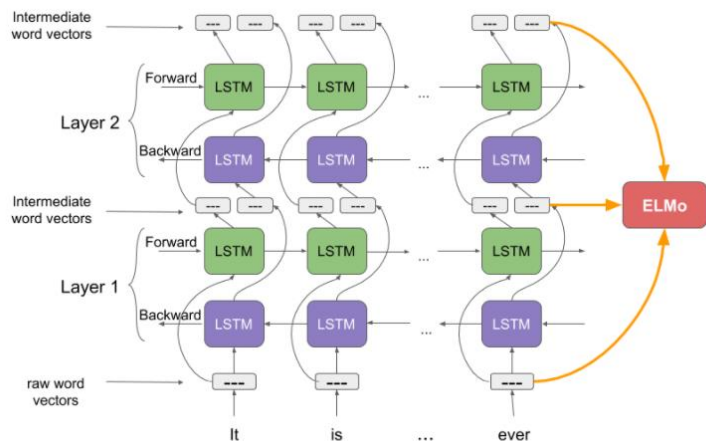 Intermediate
word vectors
--- --- --- --- --- ---
Forward
LSTM LSTM ... LSTM
Layer 2
Backward
LSTM LSTM ... LSTM
Intermediate
word vectors
--- --- --- --- --- ---
ELMo
Forward
LSTM LSTM ... LSTM
Layer 1
Backward
LSTM LSTM ... LSTM
raw word
vectors
--- --- ---
It is ... ever